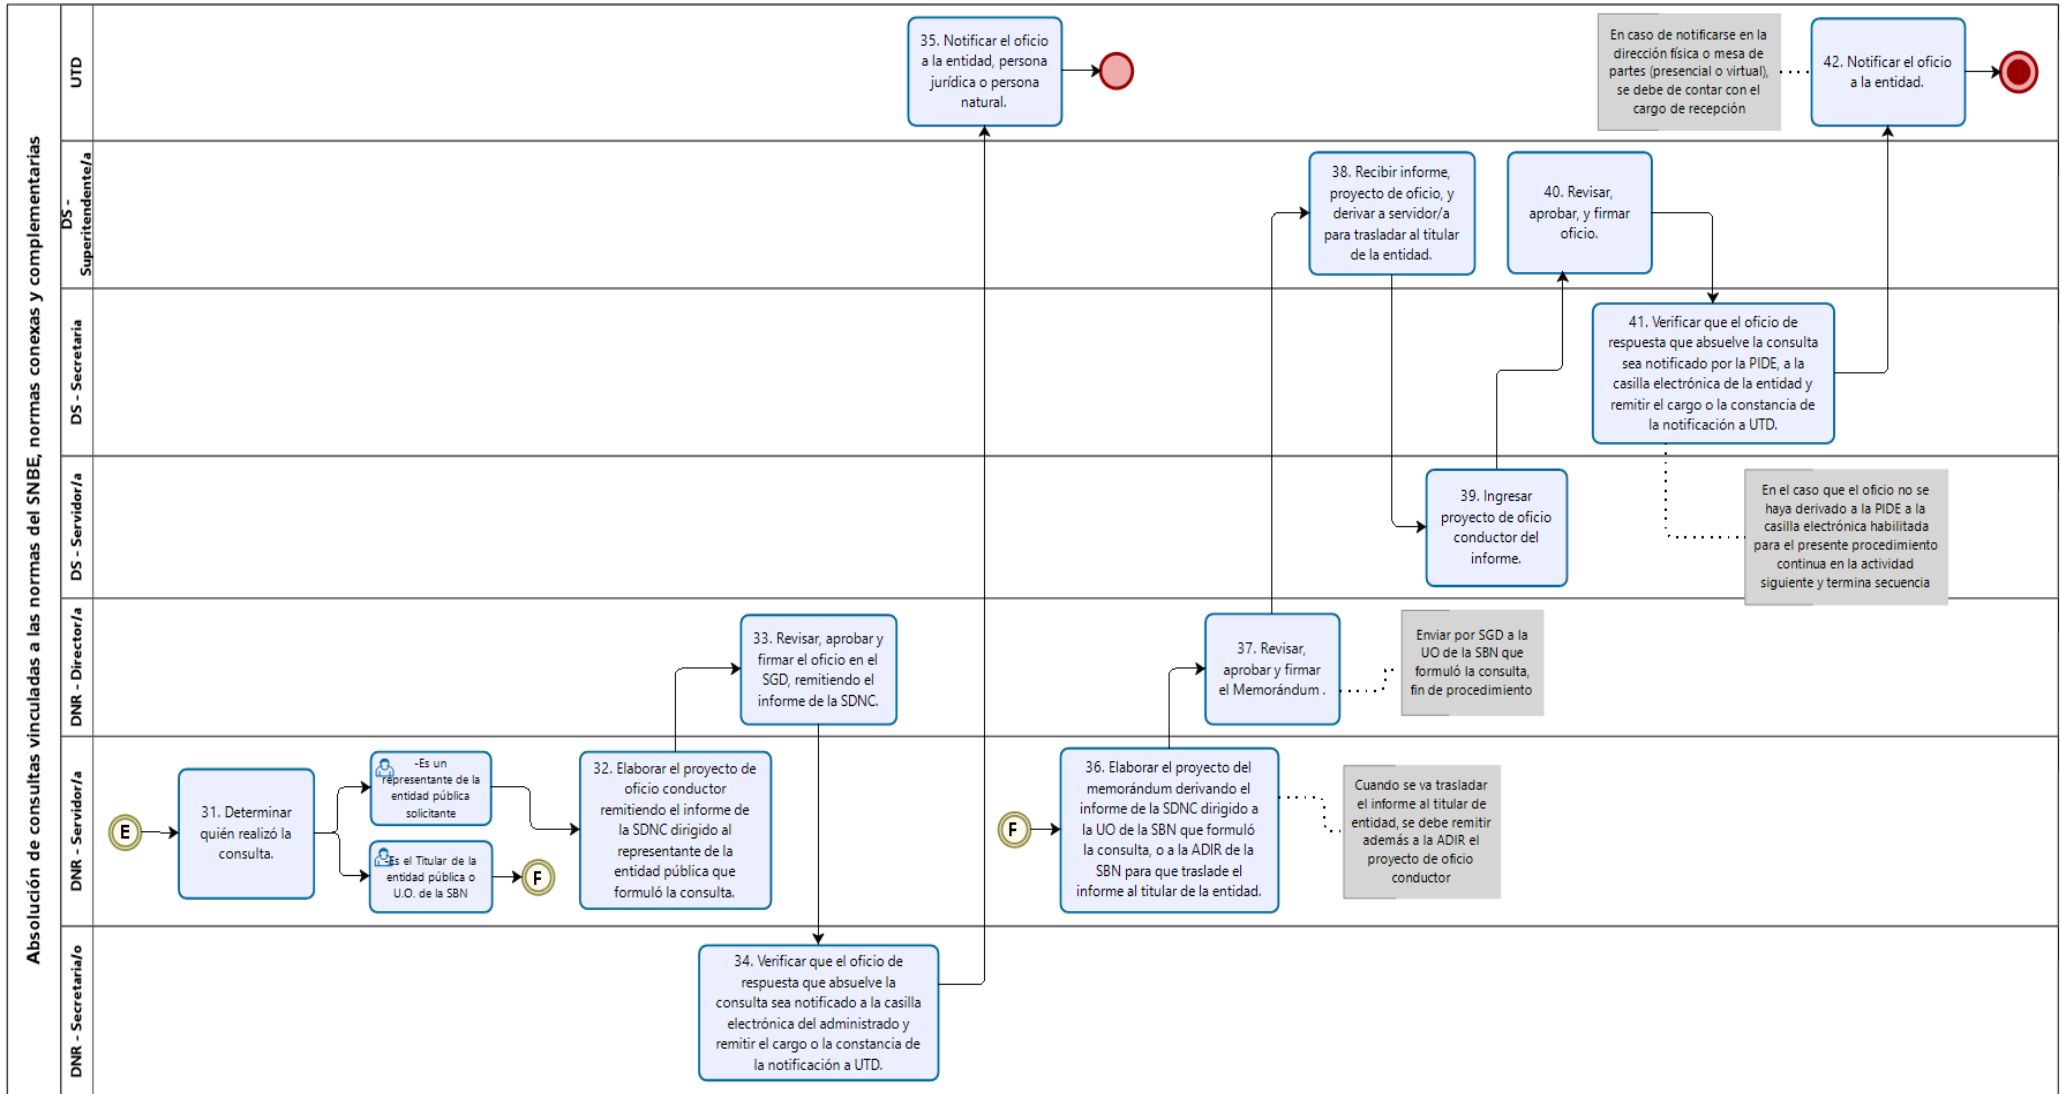 Absolución de consultas vinculadas a las normas del SNBE, normas conexas y complementarias
UTD
35. Notificar el oficio
a la entidad, persona
jurídica o persona
natural.
En caso de notificarse en la
dirección física o mesa de
partes (presencial o virtual),
se debe de contar con el
cargo de recepción
42. Notificar el oficio
a la entidad.
DS -
Superitendente/a
38. Recibir informe,
proyecto de oficio, y
derivar a servidor/a
para trasladar al titular
de la entidad.
40. Revisar,
aprobar, y firmar
oficio.
DS - Secretaria
41. Verificar que el oficio de
respuesta que absuelve la consulta
sea notificado por la PIDE, a la
casilla electrónica de la entidad y
remitir el cargo o la constancia de
la notificación a UTD.
DS - Servidor/a
39. Ingresar
proyecto de oficio
conductor del
informe.
En el caso que el oficio no se
haya derivado a la PIDE a la
casilla electrónica habilitada
para el presente procedimiento
continua en la actividad
siguiente y termina secuencia
DNR - Director/a
33. Revisar, aprobar y
firmar el oficio en el
SGD, remitiendo el
informe de la SDNC.
37. Revisar,
aprobar y firmar
el Memorándum .
Enviar por SGD a la
UO de la SBN que
formuló la consulta,
fin de procedimiento
DNR - Servidor/a
E
31. Determinar
quién realizó la
consulta.
-Es un
representante de la
entidad pública
solicitante
-Es el Titular de la
entidad pública o
U.O. de la SBN
F
32. Elaborar el proyecto de
oficio conductor
remitiendo el informe de
la SDNC dirigido al
representante de la
entidad pública que
formuló la consulta.
F
36. Elaborar el proyecto del
memorándum derivando el
informe de la SDNC dirigido a
la UO de la SBN que formuló
la consulta, o a la ADIR de la
SBN para que traslade el
informe al titular de la entidad.
Cuando se va trasladar
el informe al titular de
entidad, se debe remitir
además a la ADIR el
proyecto de oficio
conductor
DNR - Secretaria/o
34. Verificar que el oficio de
respuesta que absuelve la
consulta sea notificado a la casilla
electrónica del administrado y
remitir el cargo o la constancia de
la notificación a UTD.